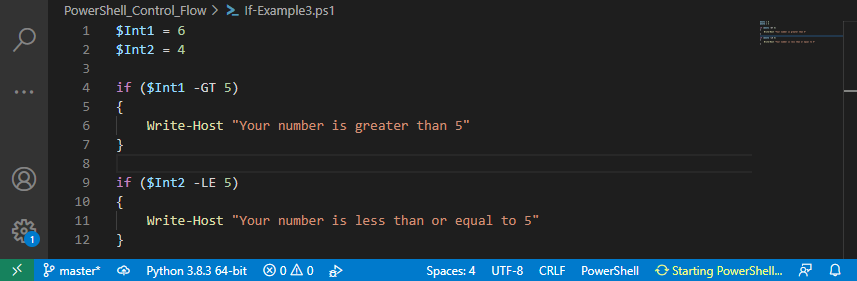 PowerShell_Control_Flow > If-Example3.ps1
1 $Int1 = 6
2 $Int2 = 4
3
4 if ($Int1 -GT 5)
5 {
6 Write-Host "Your number is greater than 5"
7 }
8
9 if ($Int2 -LE 5)
10 {
11 Write-Host "Your number is less than or equal to 5"
12 }
1
master* Python 3.8.3 64-bit 0 0 Spaces: 4 UTF-8 CRLF PowerShell Starting PowerShell...